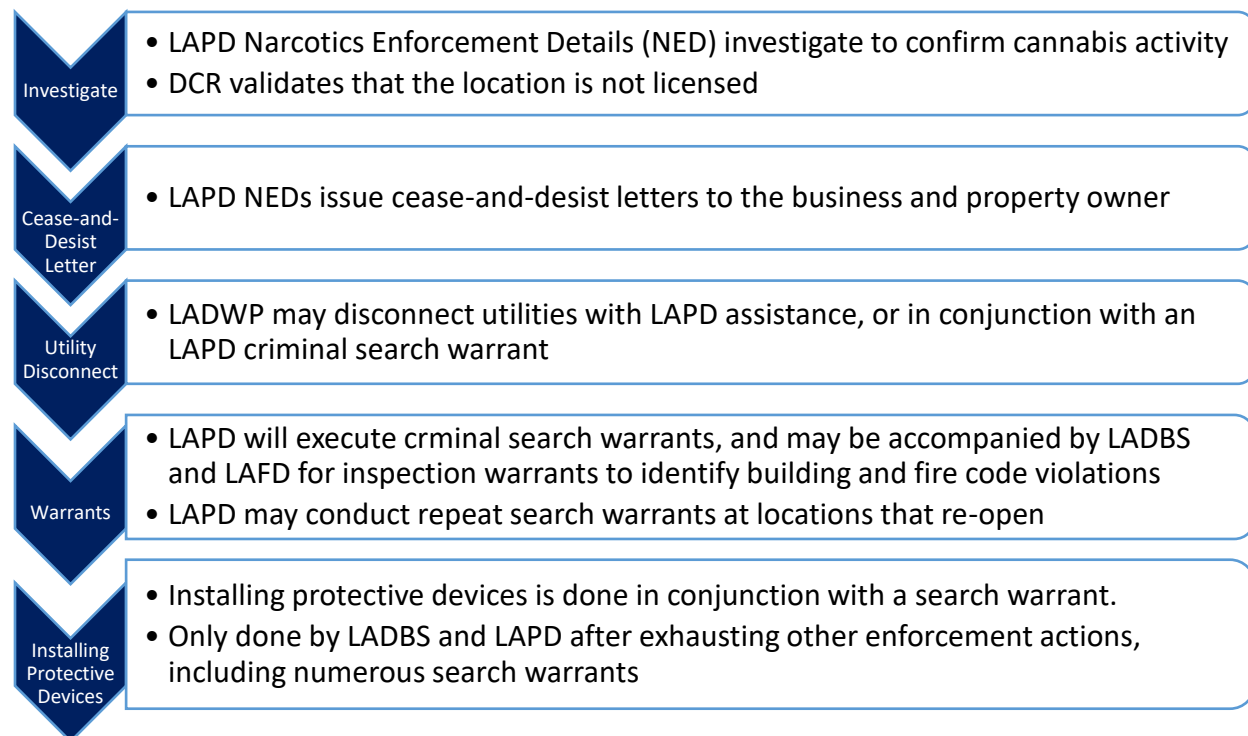 Investigate
• LAPD Narcotics Enforcement Details (NED) investigate to confirm cannabis activity
• DCR validates that the location is not licensed
Cease-and-
Desist
Letter
• LAPD NEDs issue cease-and-desist letters to the business and property owner
Utility
Disconnect
• LADWP may disconnect utilities with LAPD assistance, or in conjunction with an
LAPD criminal search warrant
Warrants
• LAPD will execute crminal search warrants, and may be accompanied by LADBS
and LAFD for inspection warrants to identify building and fire code violations
• LAPD may conduct repeat search warrants at locations that re-open
Installing
Protective
Devices
• Installing protective devices is done in conjunction with a search warrant.
• Only done by LADBS and LAPD after exhausting other enforcement actions,
including numerous search warrants